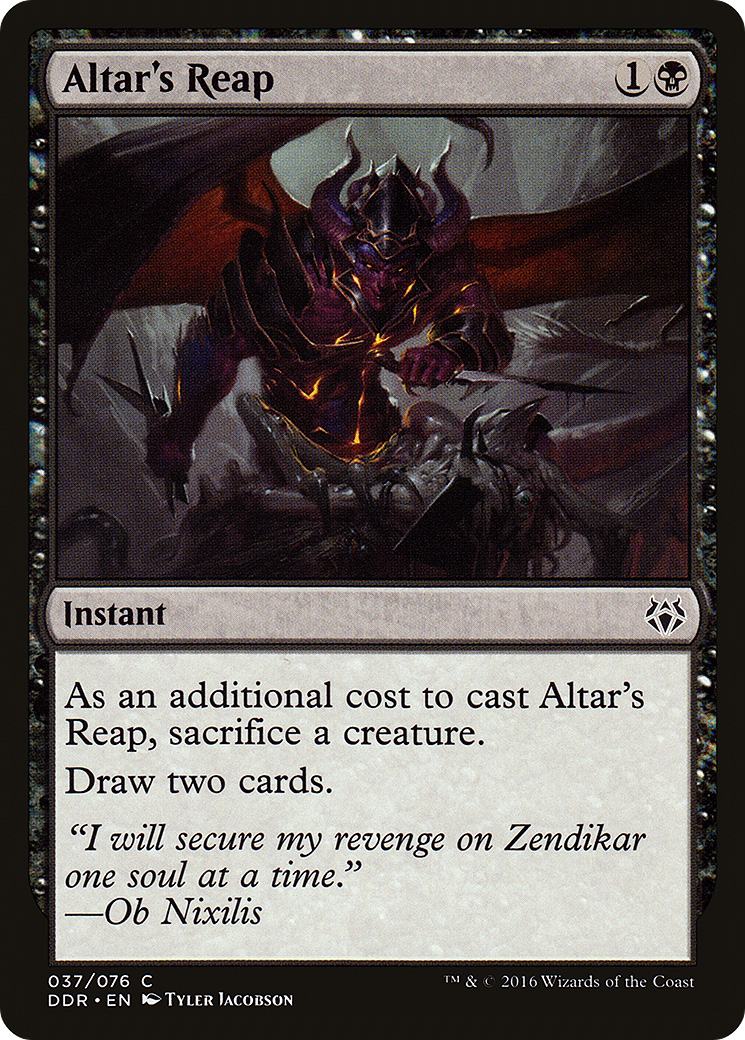 Altar's Reap 1
Instant
As an additional cost to cast Altar's
Reap, sacrifice a creature.
Draw two cards.
“I will secure my revenge on Zendikar
one soul at a time.”
—Ob Nixilis
037/076 C
™ & © 2016 Wizards of the Coast
DDR • EN Tyler Jacobson